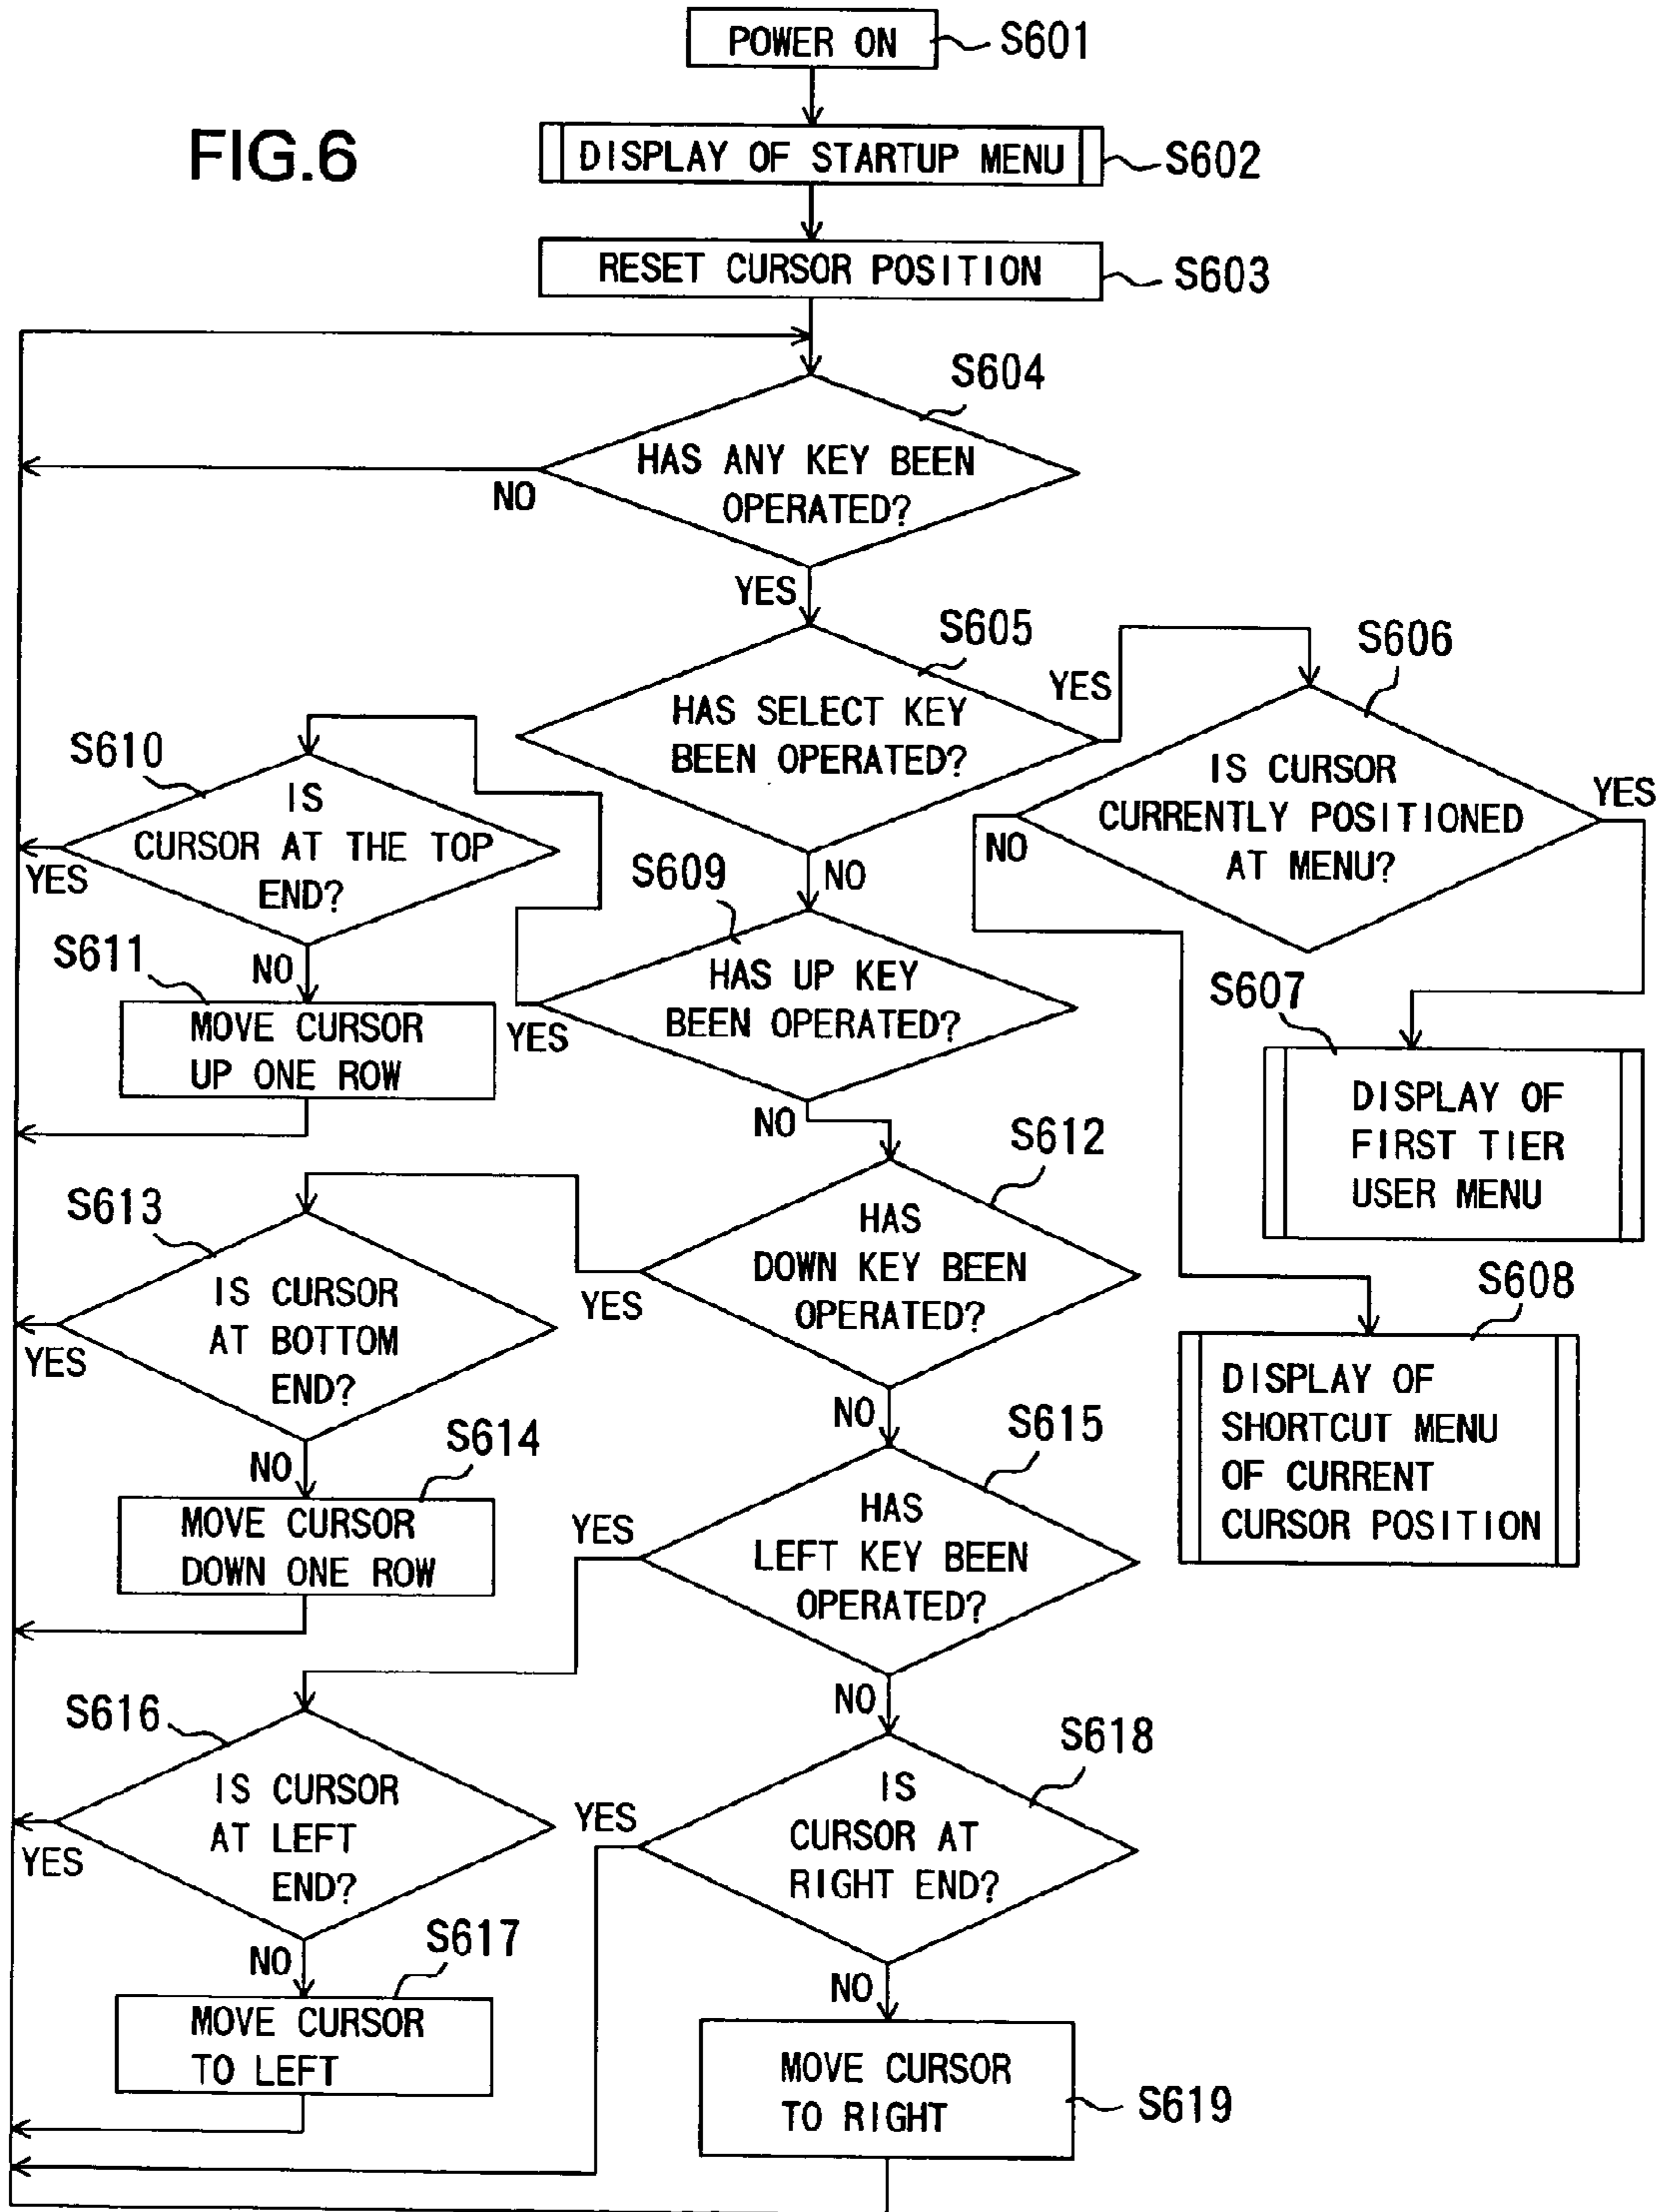 FIG.6
POWER ON
S601
DISPLAY OF STARTUP MENU
S602
RESET CURSOR POSITION
S603
S604
HAS ANY KEY BEEN
OPERATED?
NO
YES
S605
HAS SELECT KEY
BEEN OPERATED?
YES
NO
S606
IS CURSOR
CURRENTLY POSITIONED
AT MENU?
YES
NO
S607
DISPLAY OF
FIRST TIER
USER MENU
S608
DISPLAY OF
SHORTCUT MENU
OF CURRENT
CURSOR POSITION
S609
HAS UP KEY
BEEN OPERATED?
YES
NO
S610
IS
CURSOR AT THE TOP
END?
YES
NO
S611
MOVE CURSOR
UP ONE ROW
S612
HAS
DOWN KEY BEEN
OPERATED?
YES
NO
S613
IS CURSOR
AT BOTTOM
END?
YES
NO
S614
MOVE CURSOR
DOWN ONE ROW
S615
HAS
LEFT KEY BEEN
OPERATED?
YES
NO
S616
IS CURSOR
AT LEFT
END?
YES
NO
S617
MOVE CURSOR
TO LEFT
S618
IS
CURSOR AT
RIGHT END?
YES
NO
MOVE CURSOR
TO RIGHT
S619